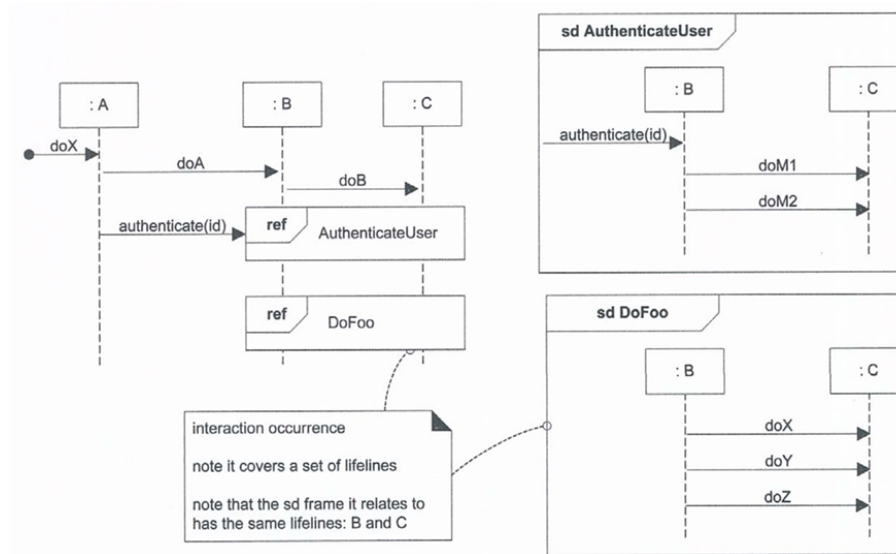 sd AuthenticateUser
: A
: B
: C
: B
: C
doX
doA
doB
authenticate(id)
ref
AuthenticateUser
authenticate(id)
doM1
doM2
ref
DoFoo
sd DoFoo
: B
: C
doX
doY
doZ
interaction occurrence
note it covers a set of lifelines
note that the sd frame it relates to
has the same lifelines: B and C